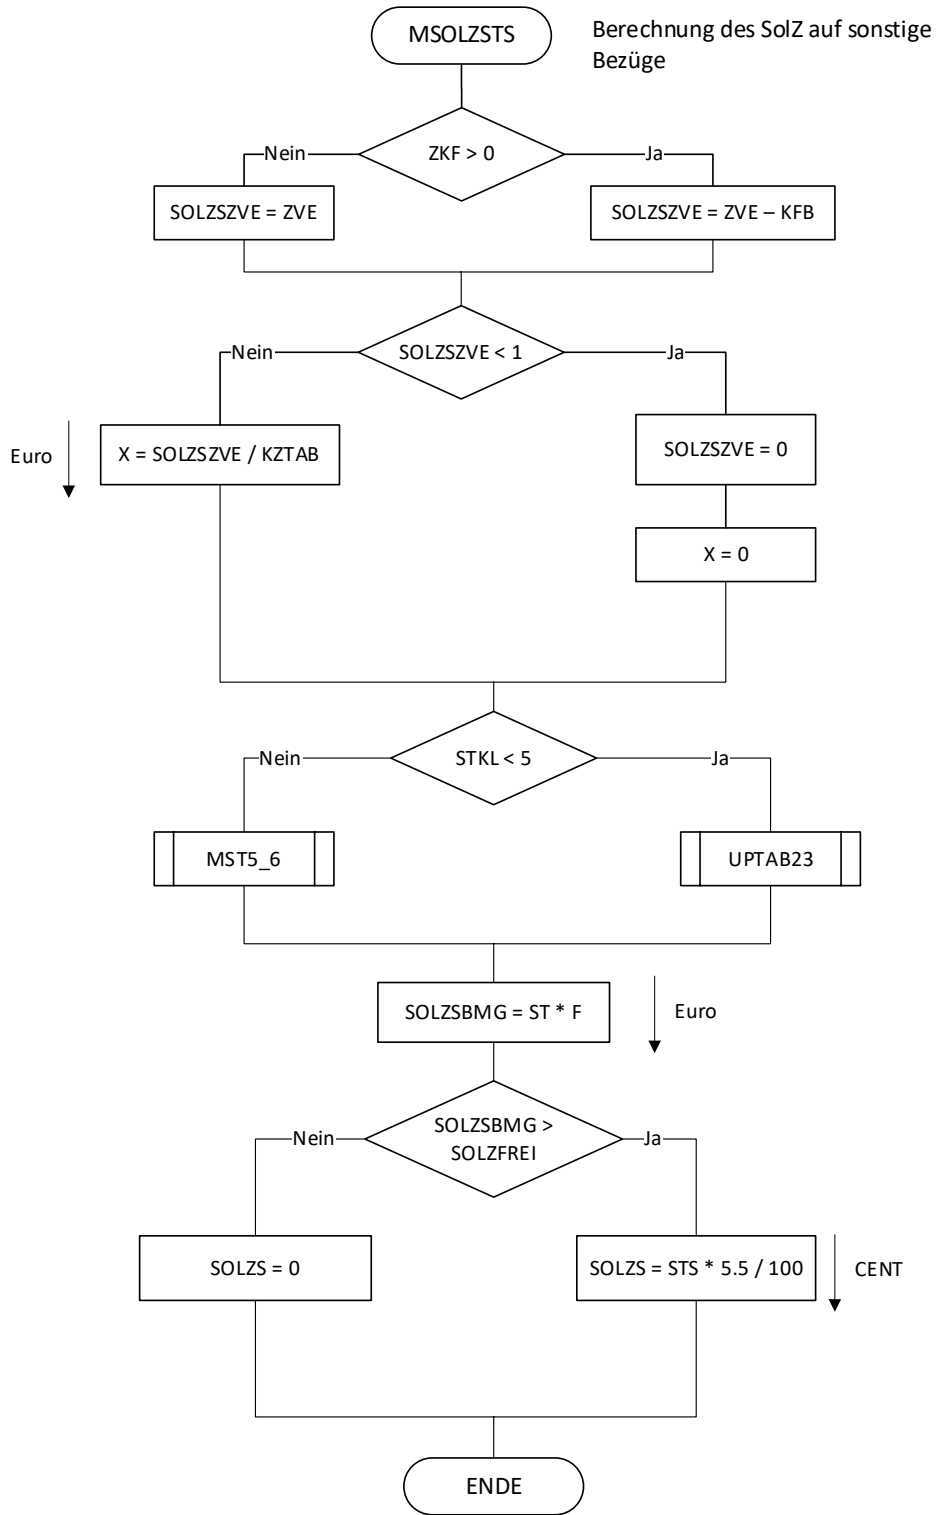 MSOLZSTS
Berechnung des SolZ auf sonstige
Bezüge
ZKF > 0
Nein
Ja
SOLZSZVE = ZVE
SOLZSZVE = ZVE – KFB
SOLZSZVE < 1
Nein
Ja
Euro
X = SOLZSZVE / KZTAB
SOLZSZVE = 0
X = 0
STKL < 5
Nein
Ja
MST5_6
UPTAB23
SOLZSBMG = ST * F
Euro
SOLZSBMG >
SOLZFREI
Nein
Ja
SOLZS = 0
SOLZS = STS * 5.5 / 100
CENT
ENDE